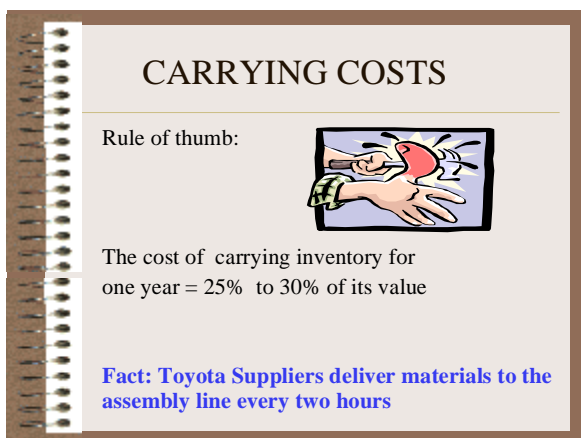 CARRYING COSTS
Rule of thumb:
The cost of carrying inventory for
one year = 25% to 30% of its value
Fact: Toyota Suppliers deliver materials to the
assembly line every two hours